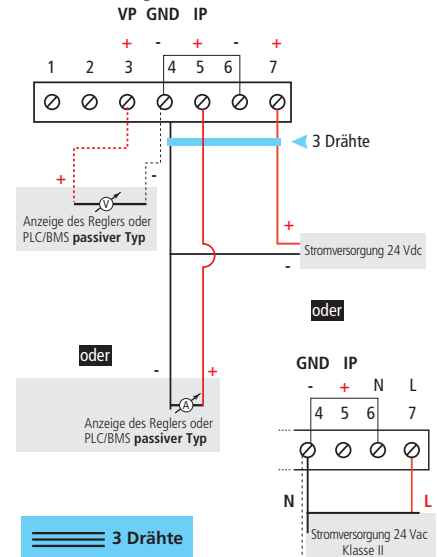 VP GND IP
+ - + - +
1 2 3 4 5 6 7
3 Drähte
+ -
V
Anzeige des Reglers oder
PLC/BMS passiver Typ
+
Stromversorgung 24 Vdc
-
oder
oder
- +
A
Anzeige des Reglers oder
PLC/BMS passiver Typ
GND IP
- + N L
4 5 6 7
N L
Stromversorgung 24 Vac
Klasse II
3 Drähte